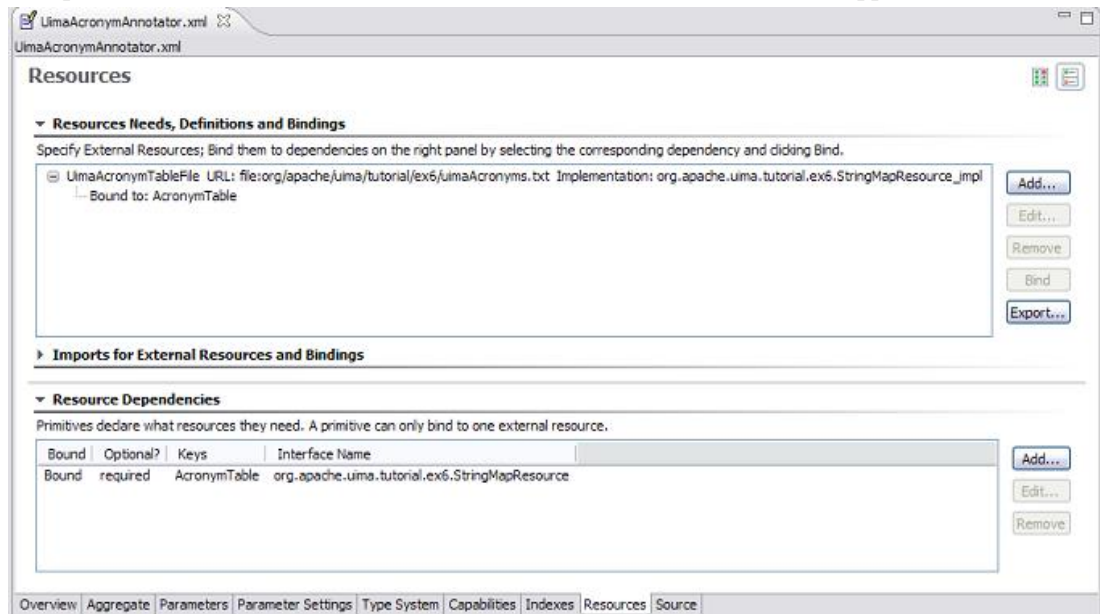 UimaAcronymAnnotator.xml
UimaAcronymAnnotator.xml
Resources
Resources Needs, Definitions and Bindings
Specify External Resources; Bind them to dependencies on the right panel by selecting the corresponding dependency and clicking Bind.
UimaAcronymTableFile URL: file:org/apache/uima/tutorial/ex6/uimaAcronyms.txt Implementation: org.apache.uima.tutorial.ex6.StringMapResource_impl
Bound to: AcronymTable
Add...
Edit...
Remove
Bind
Export...
Imports for External Resources and Bindings
Resource Dependencies
Primitives declare what resources they need. A primitive can only bind to one external resource.
Bound Optional? Keys Interface Name
Bound required AcronymTable org.apache.uima.tutorial.ex6.StringMapResource
Add...
Edit...
Remove
Overview Aggregate Parameters Parameter Settings Type System Capabilities Indexes Resources Source